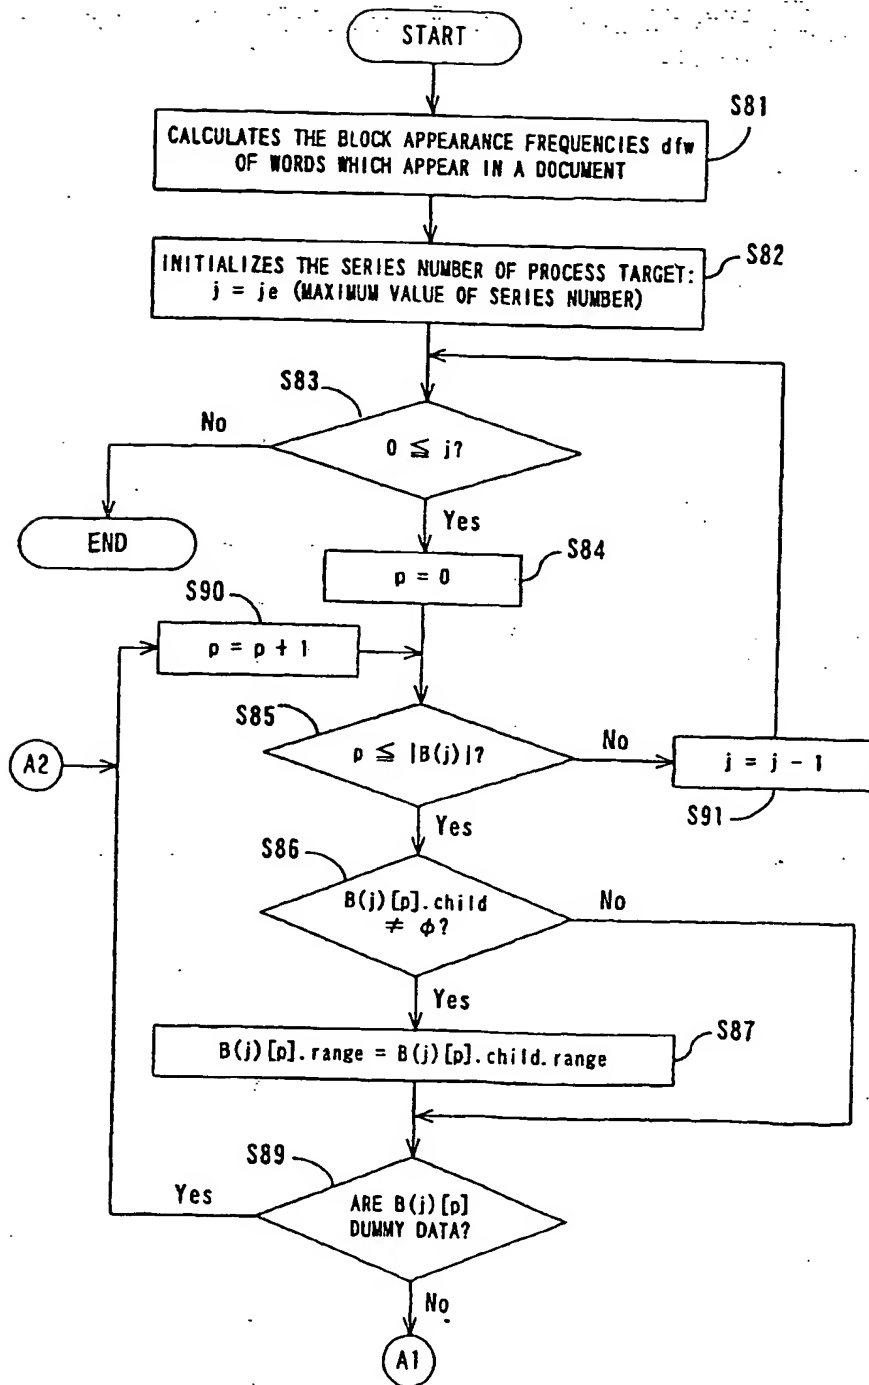 START
S81
CALCULATES THE BLOCK APPEARANCE FREQUENCIES dfw
OF WORDS WHICH APPEAR IN A DOCUMENT
S82
INITIALIZES THE SERIES NUMBER OF PROCESS TARGET:
j = je (MAXIMUM VALUE OF SERIES NUMBER)
S83
No
0 ≦ j?
Yes
END
S84
p = 0
S90
p = p + 1
S85
A2
p ≦ |B(j)|?
No
j = j - 1
S91
Yes
S86
B(j)[p].child
≠ φ?
No
Yes
S87
B(j)[p].range = B(j)[p].child.range
S89
Yes
ARE B(j)[p]
DUMMY DATA?
No
A1